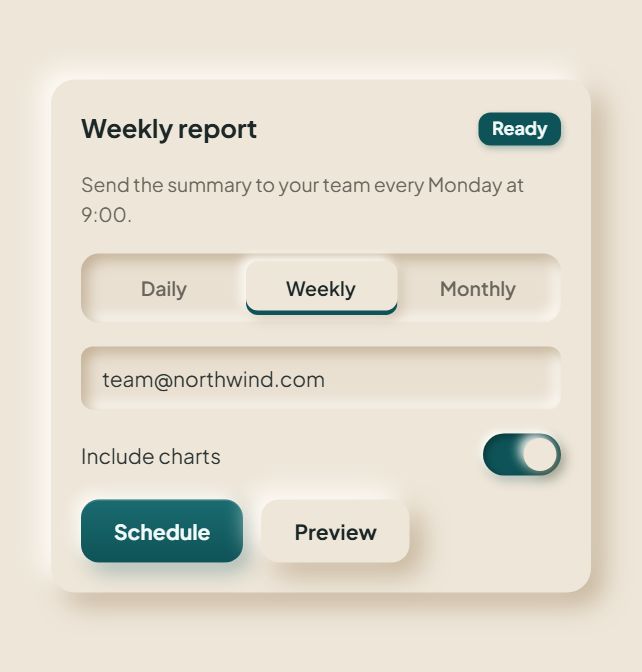 Weekly report
Ready
Send the summary to your team every Monday at
9:00.
Daily
Weekly
Monthly
team@northwind.com
Include charts
Schedule
Preview